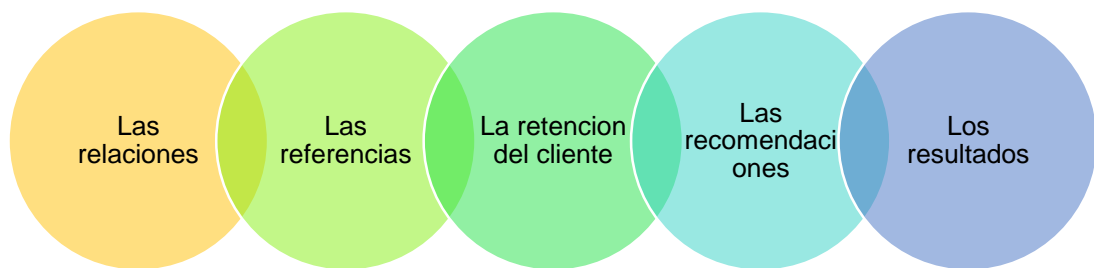 Las
relaciones
Las
referencias
La retencion
del cliente
Las
recomendaci
ones
Los
resultados